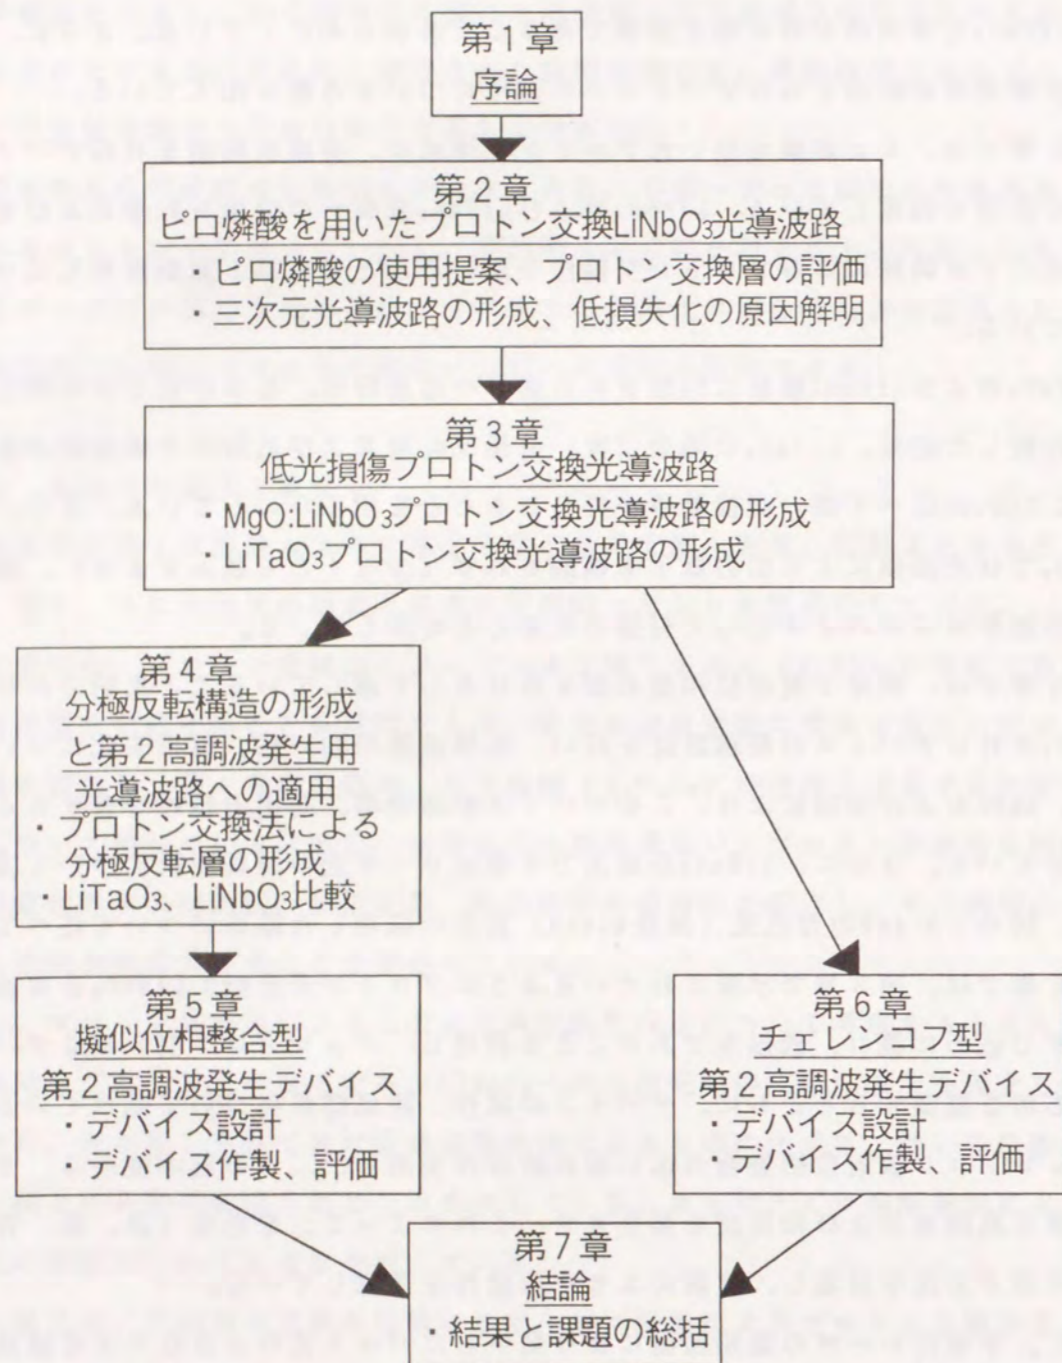 第1章
序論
第2章
ピロ燐酸を用いたプロトン交換LiNbO₃光導波路
・ピロ燐酸の使用提案、プロトン交換層の評価
・三次元光導波路の形成、低損失化の原因解明
第3章
低光損傷プロトン交換光導波路
・MgO:LiNbO₃プロトン交換光導波路の形成
・LiTaO₃プロトン交換光導波路の形成
第4章
分極反転構造の形成
と第2高調波発生用
光導波路への適用
・プロトン交換法による
分極反転層の形成
・LiTaO₃、LiNbO₃比較
第5章
擬似位相整合型
第2高調波発生デバイス
・デバイス設計
・デバイス作製、評価
第6章
チェレンコフ型
第2高調波発生デバイス
・デバイス設計
・デバイス作製、評価
第7章
結論
・結果と課題の総括